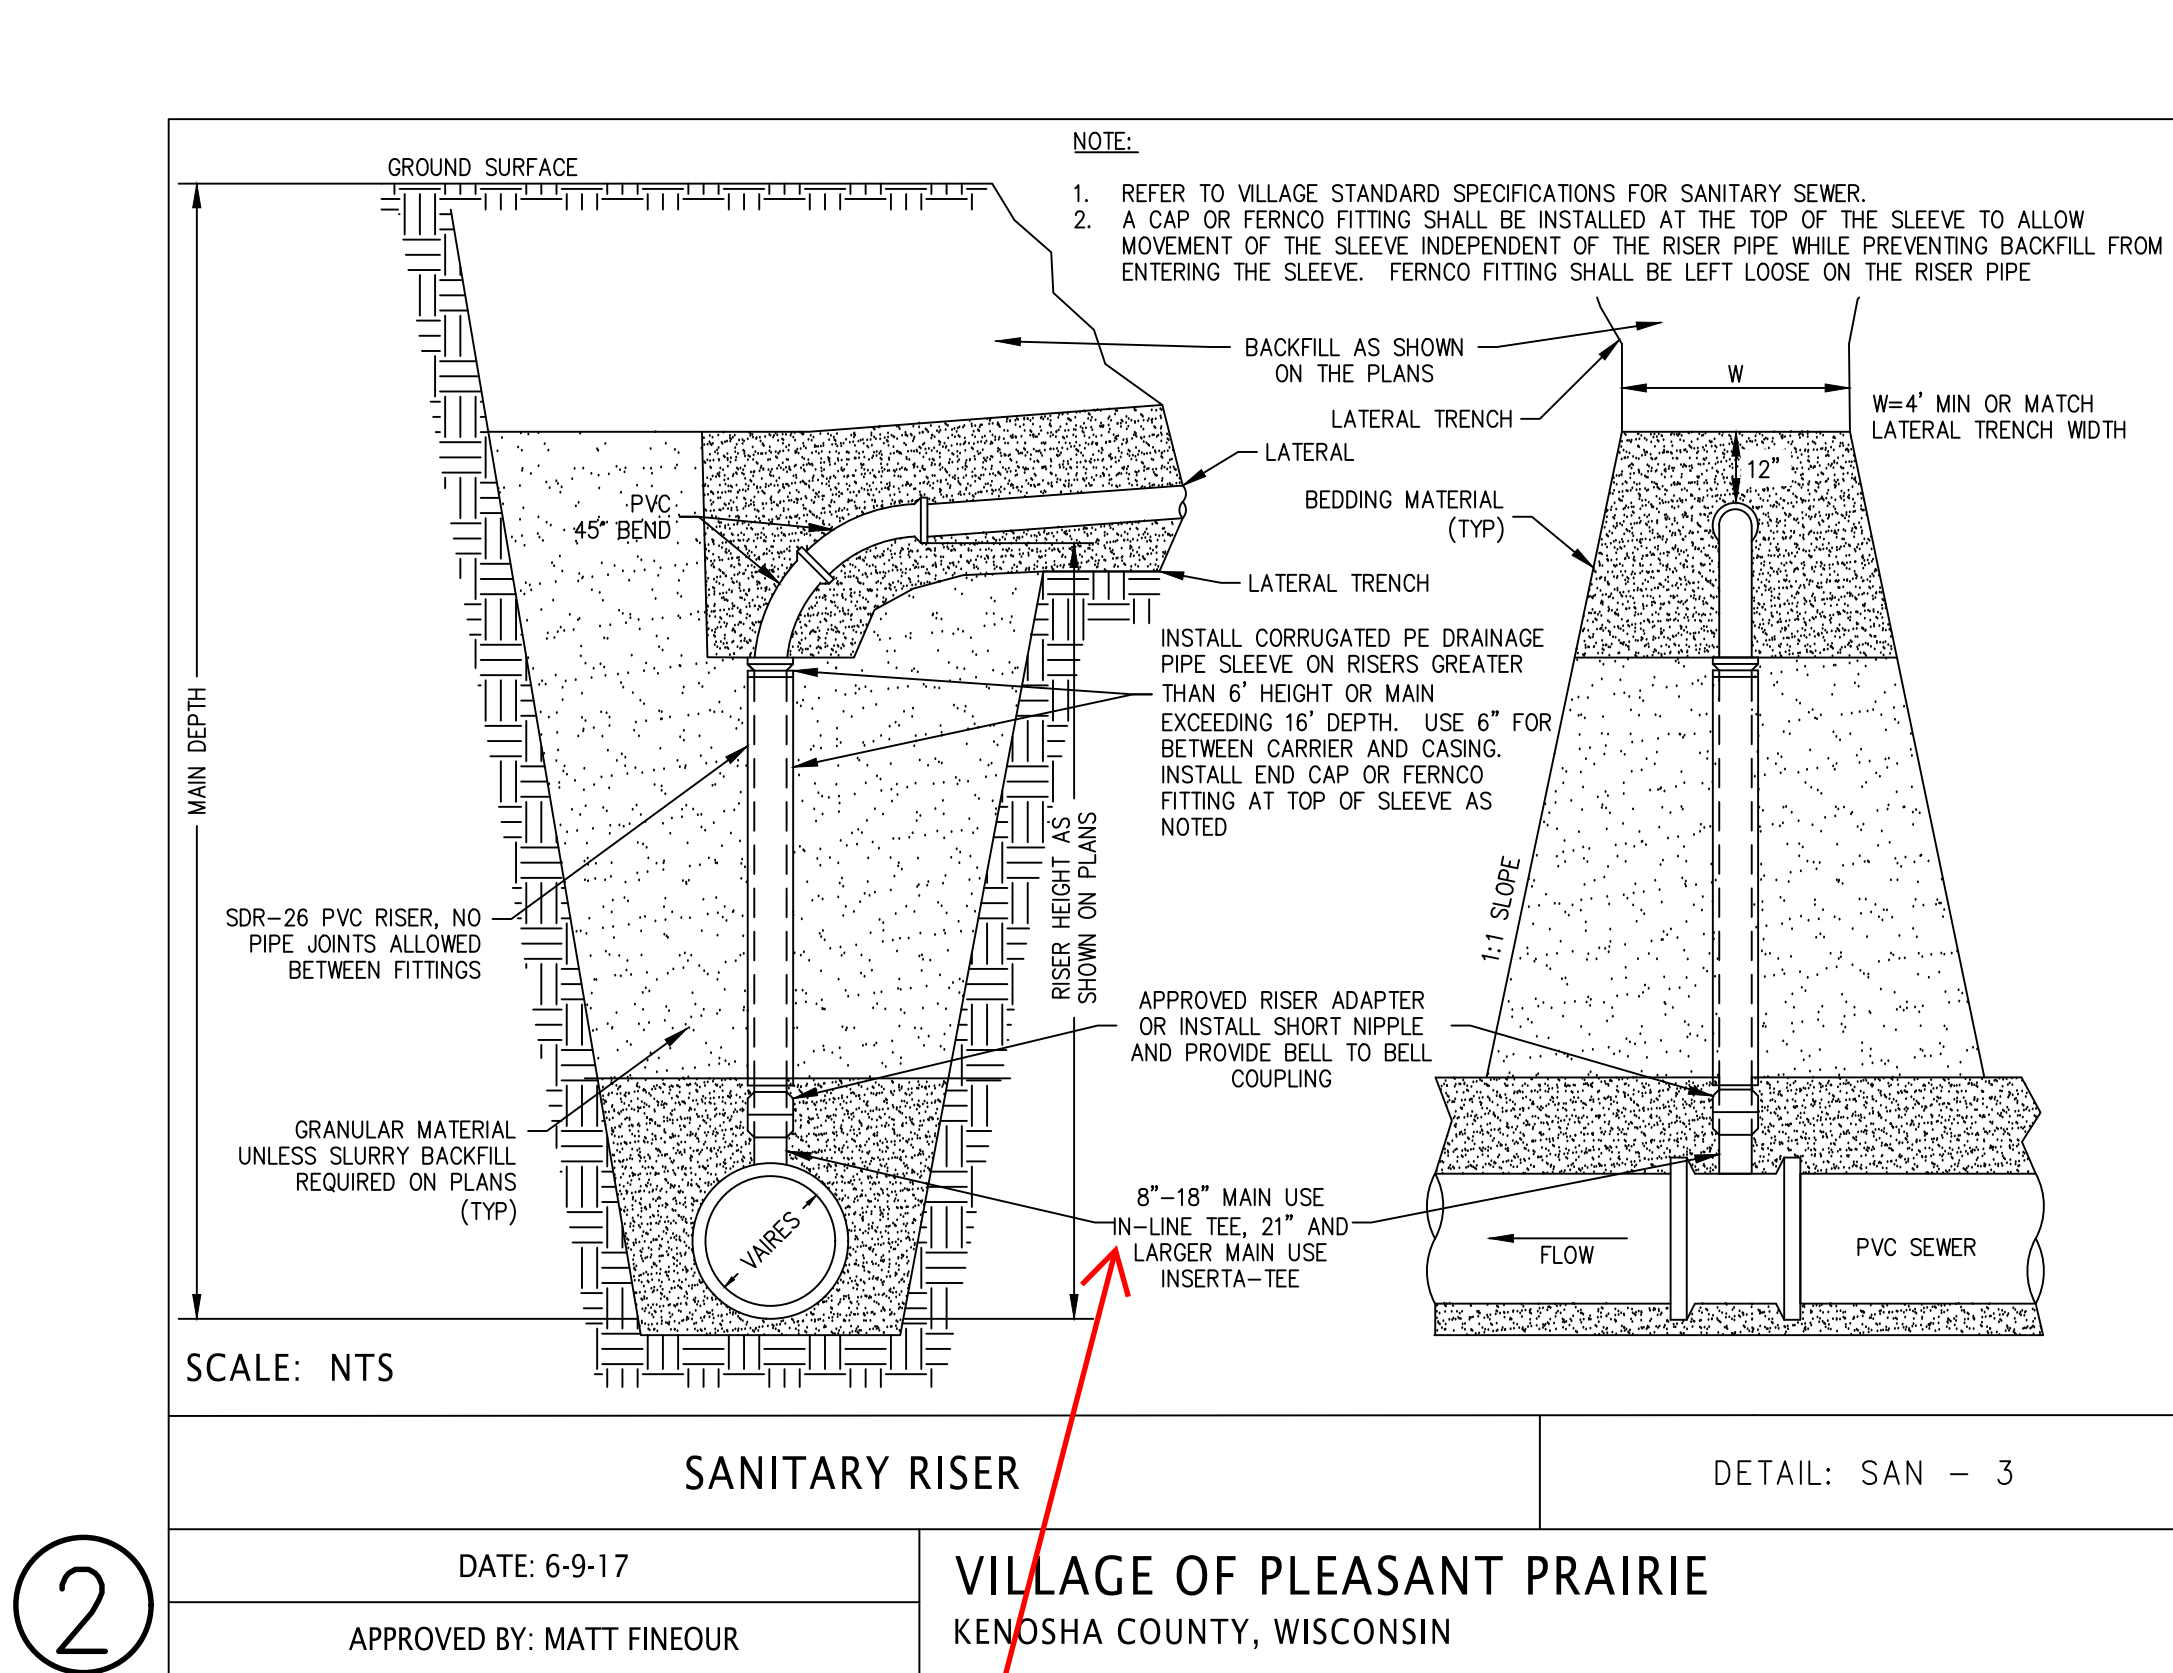 NOTE:
GROUND SURFACE
1. REFER TO VILLAGE STANDARD SPECIFICATIONS FOR SANITARY SEWER.
2. A CAP OR FERNCO FITTING SHALL BE INSTALLED AT THE TOP OF THE SLEEVE TO ALLOW
MOVEMENT OF THE SLEEVE INDEPENDENT OF THE RISER PIPE WHILE PREVENTING BACKFILL FROM
ENTERING THE SLEEVE. FERNCO FITTING SHALL BE LEFT LOOSE ON THE RISER PIPE
BACKFILL AS SHOWN
ON THE PLANS
W
W=4' MIN OR MATCH
LATERAL TRENCH WIDTH
LATERAL TRENCH
LATERAL
12"
BEDDING MATERIAL
(TYP)
PVC
45° BEND
LATERAL TRENCH
INSTALL CORRUGATED PE DRAINAGE
PIPE SLEEVE ON RISERS GREATER
THAN 6' HEIGHT OR MAIN
EXCEEDING 16' DEPTH. USE 6" FOR
BETWEEN CARRIER AND CASING.
INSTALL END CAP OR FERNCO
FITTING AT TOP OF SLEEVE AS
NOTED
MAIN DEPTH
RISER HEIGHT AS
SHOWN ON PLANS
1:1 SLOPE
SDR-26 PVC RISER, NO
PIPE JOINTS ALLOWED
BETWEEN FITTINGS
APPROVED RISER ADAPTER
OR INSTALL SHORT NIPPLE
AND PROVIDE BELL TO BELL
COUPLING
GRANULAR MATERIAL
UNLESS SLURRY BACKFILL
REQUIRED ON PLANS
(TYP)
VAIRES
8"-18" MAIN USE
IN-LINE TEE, 21" AND
LARGER MAIN USE
INSERTA-TEE
FLOW
PVC SEWER
SCALE: NTS
SANITARY RISER
DETAIL: SAN - 3
2
DATE: 6-9-17
APPROVED BY: MATT FINEOUR
VILLAGE OF PLEASANT PRAIRIE
KENOSHA COUNTY, WISCONSIN